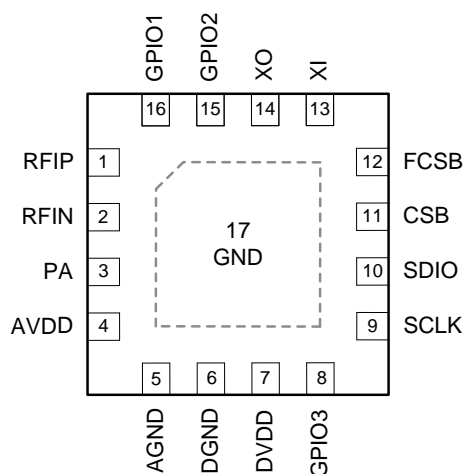 GPIO1
GPIO2
XO
XI
16
15
14
13
RFIP
1
12
FCSB
RFIN
2
17
GND
11
CSB
PA
3
10
SDIO
AVDD
4
9
SCLK
5
6
7
8
AGND
DGND
DVDD
GPIO3